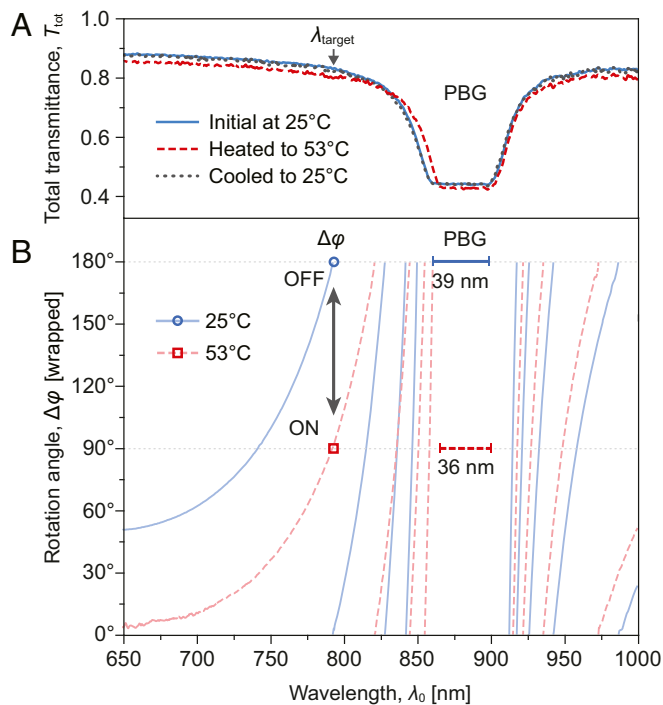 A
Total transmittance, T_tot
1.0
0.8
0.6
0.4
λ_target
PBG
Initial at 25°C
Heated to 53°C
Cooled to 25°C
B
Rotation angle, Δφ [wrapped]
180°
150°
120°
90°
60°
30°
0°
Δφ
PBG
OFF
39 nm
25°C
53°C
ON
36 nm
650
700
750
800
850
900
950
1000
Wavelength, λ₀ [nm]